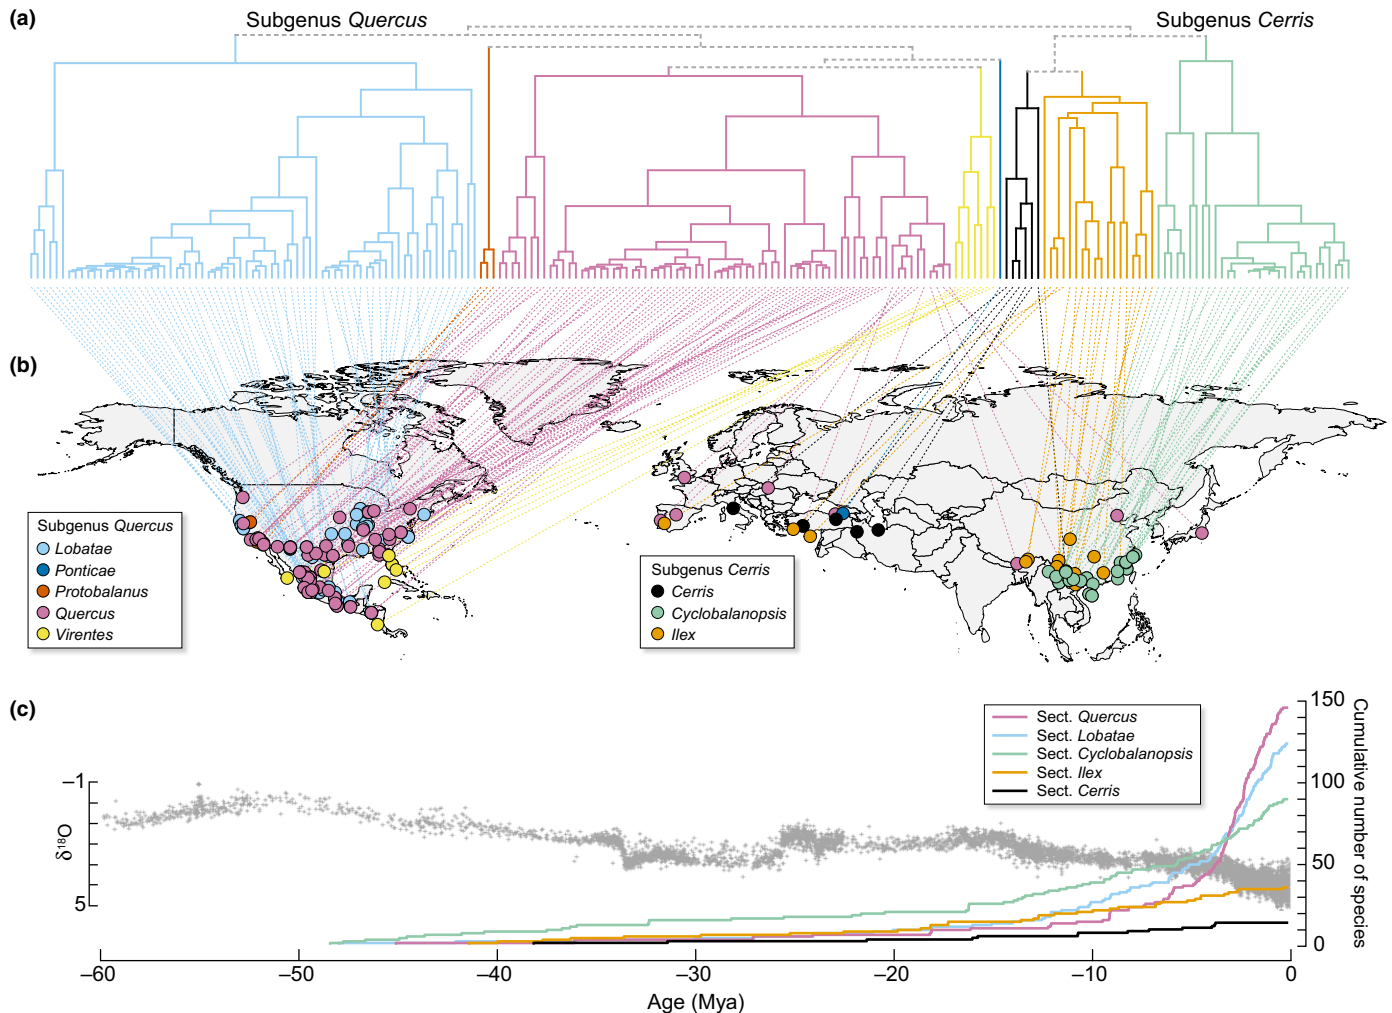 (a)
Subgenus Quercus
Subgenus Cerris
(b)
Subgenus Quercus
Lobatae
Ponticae
Protobalanus
Quercus
Virentes
Subgenus Cerris
Cerris
Cyclobalanopsis
Ilex
(c)
Sect. Quercus
Sect. Lobatae
Sect. Cyclobalanopsis
Sect. Ilex
Sect. Cerris
–1
5
δ¹⁸O
150
100
50
0
Cumulative number of species
–60
–50
–40
–30
–20
–10
0
Age (Mya)